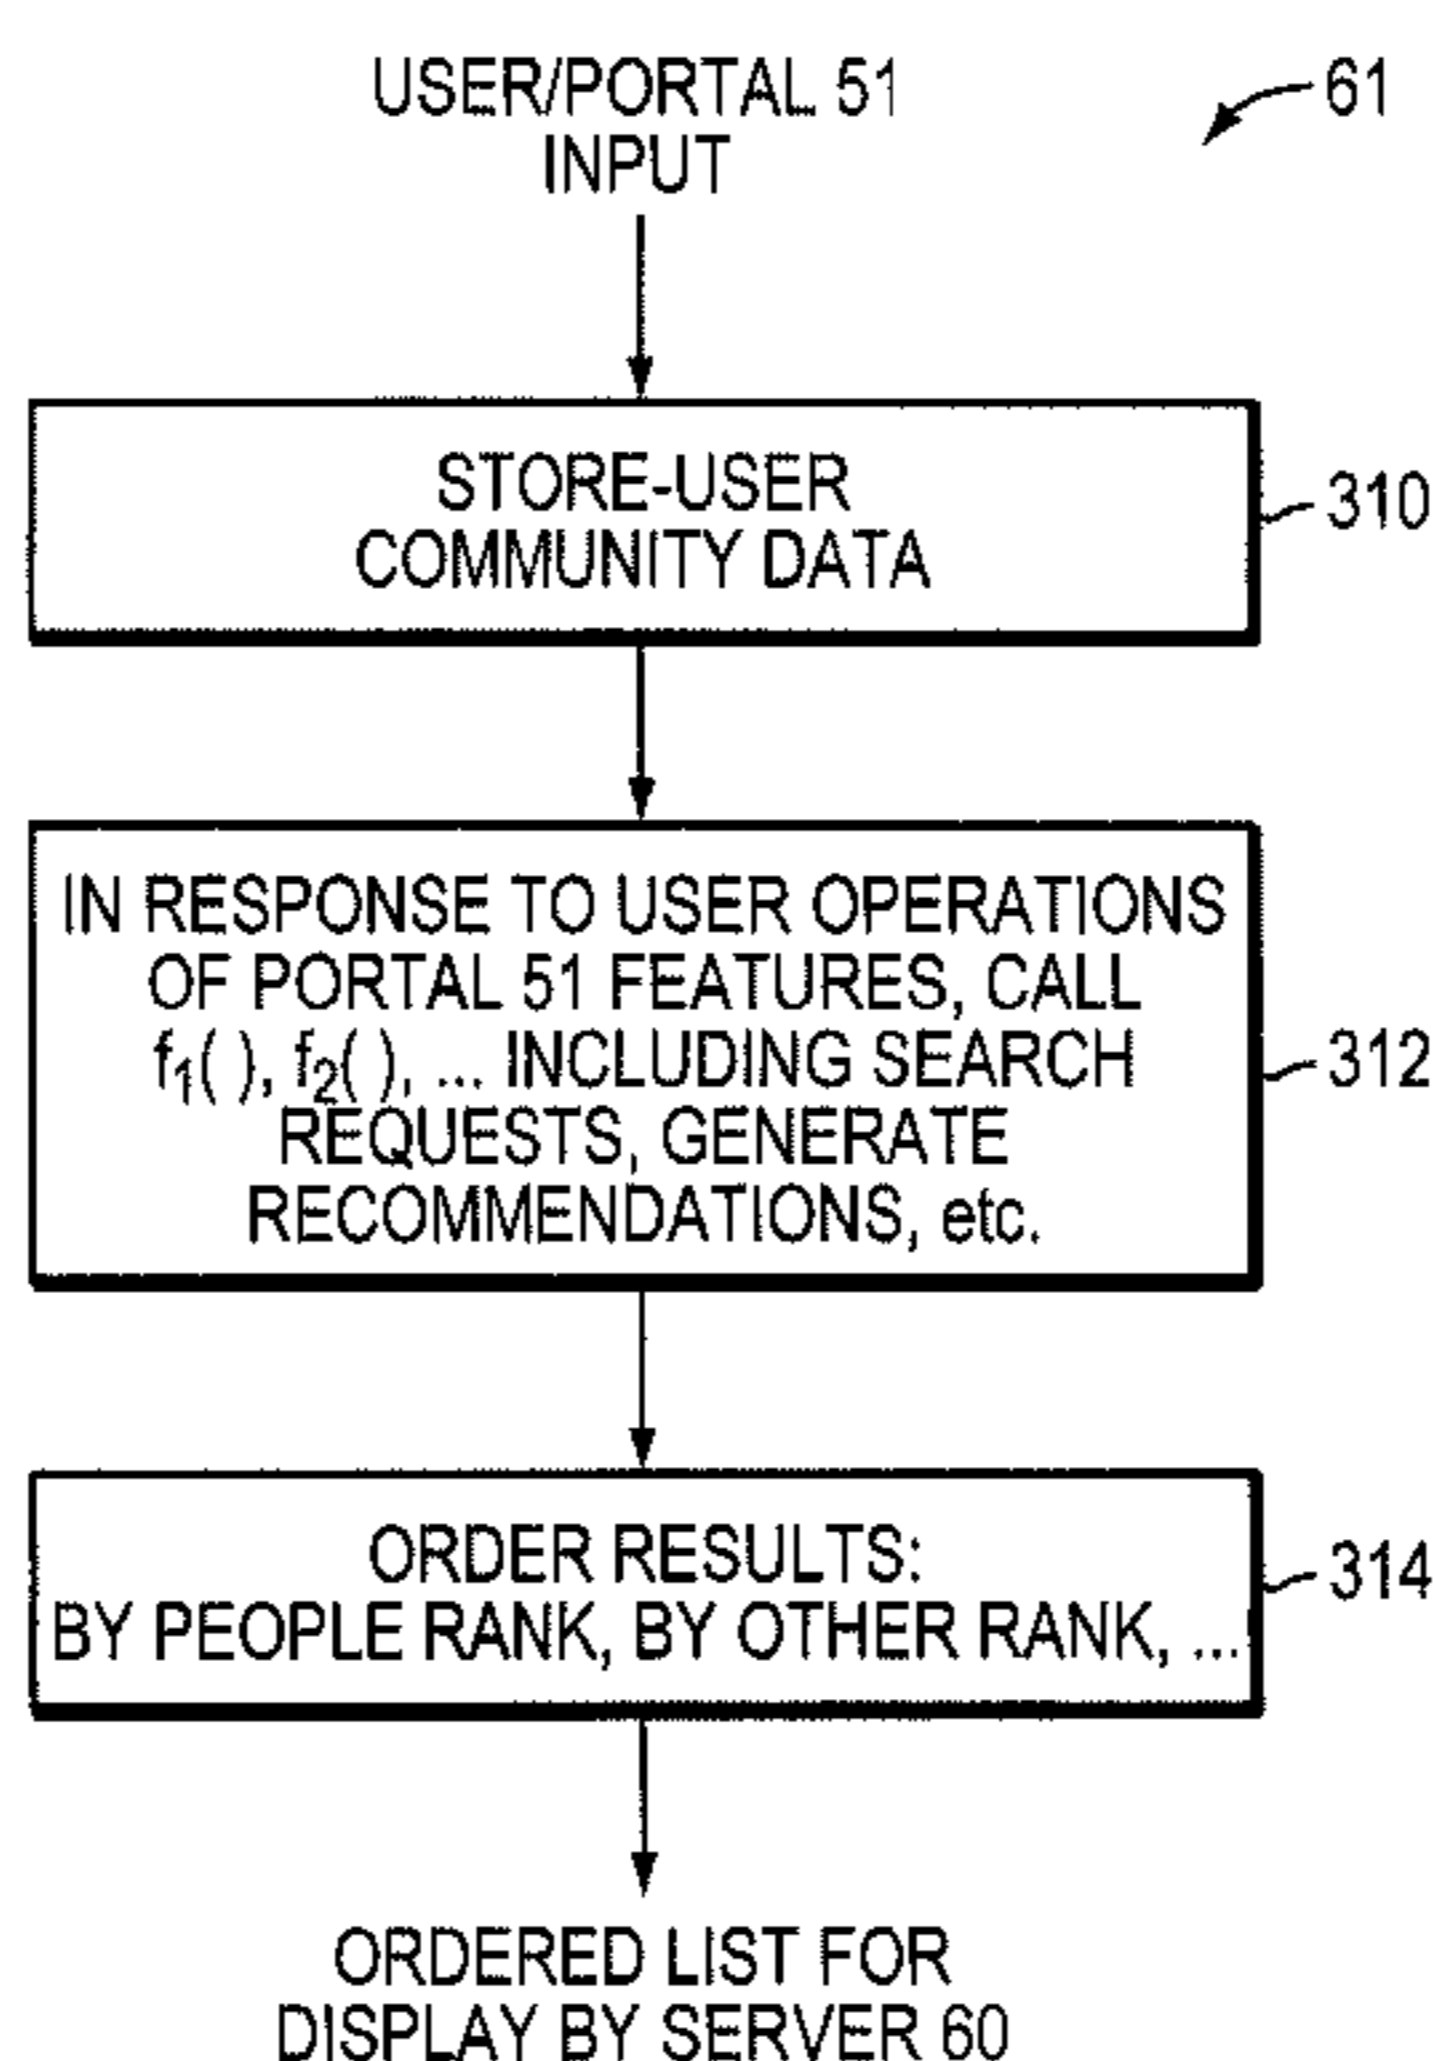 USER/PORTAL 51
INPUT
61
STORE-USER
COMMUNITY DATA
310
IN RESPONSE TO USER OPERATIONS
OF PORTAL 51 FEATURES, CALL
f₁( ), f₂( ), ... INCLUDING SEARCH
REQUESTS, GENERATE
RECOMMENDATIONS, etc.
312
ORDER RESULTS:
BY PEOPLE RANK, BY OTHER RANK, ...
314
ORDERED LIST FOR
DISPLAY BY SERVER 60